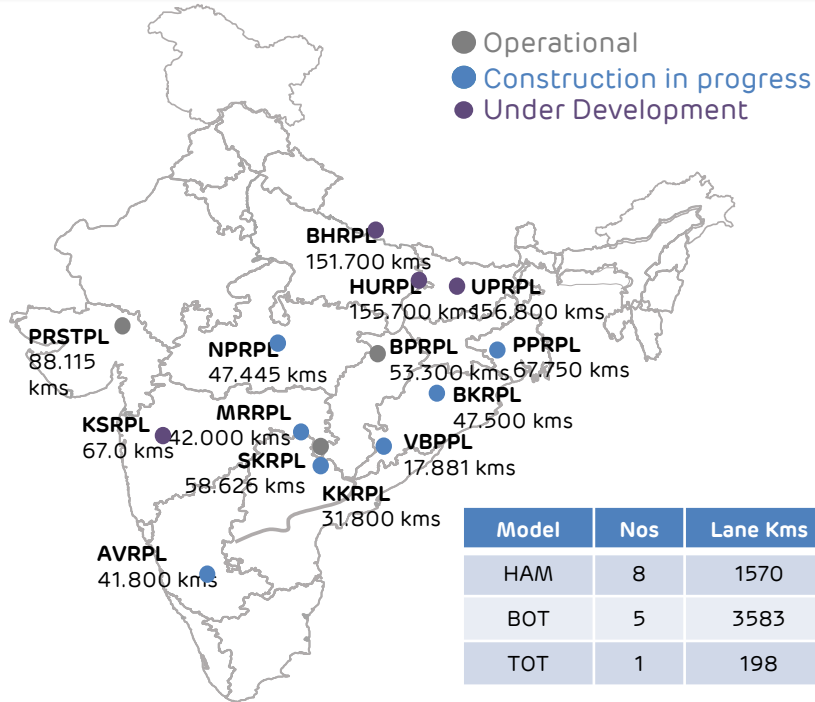 Operational
Construction in progress
Under Development
BHRPL
151.700 kms
HURPL
155.700 kms
UPRPL
156.800 kms
PRSTPL
88.115
kms
NPRPL
47.445 kms
BPRPL
53.300 kms
PPRPL
67.750 kms
BKRPL
47.500 kms
MRRPL
42.000 kms
KSRPL
67.0 kms
SKRPL
58.626 kms
VBPPL
17.881 kms
KKRPL
31.800 kms
AVRPL
41.800 kms
Model Nos Lane Kms
HAM 8 1570
BOT 5 3583
TOT 1 198